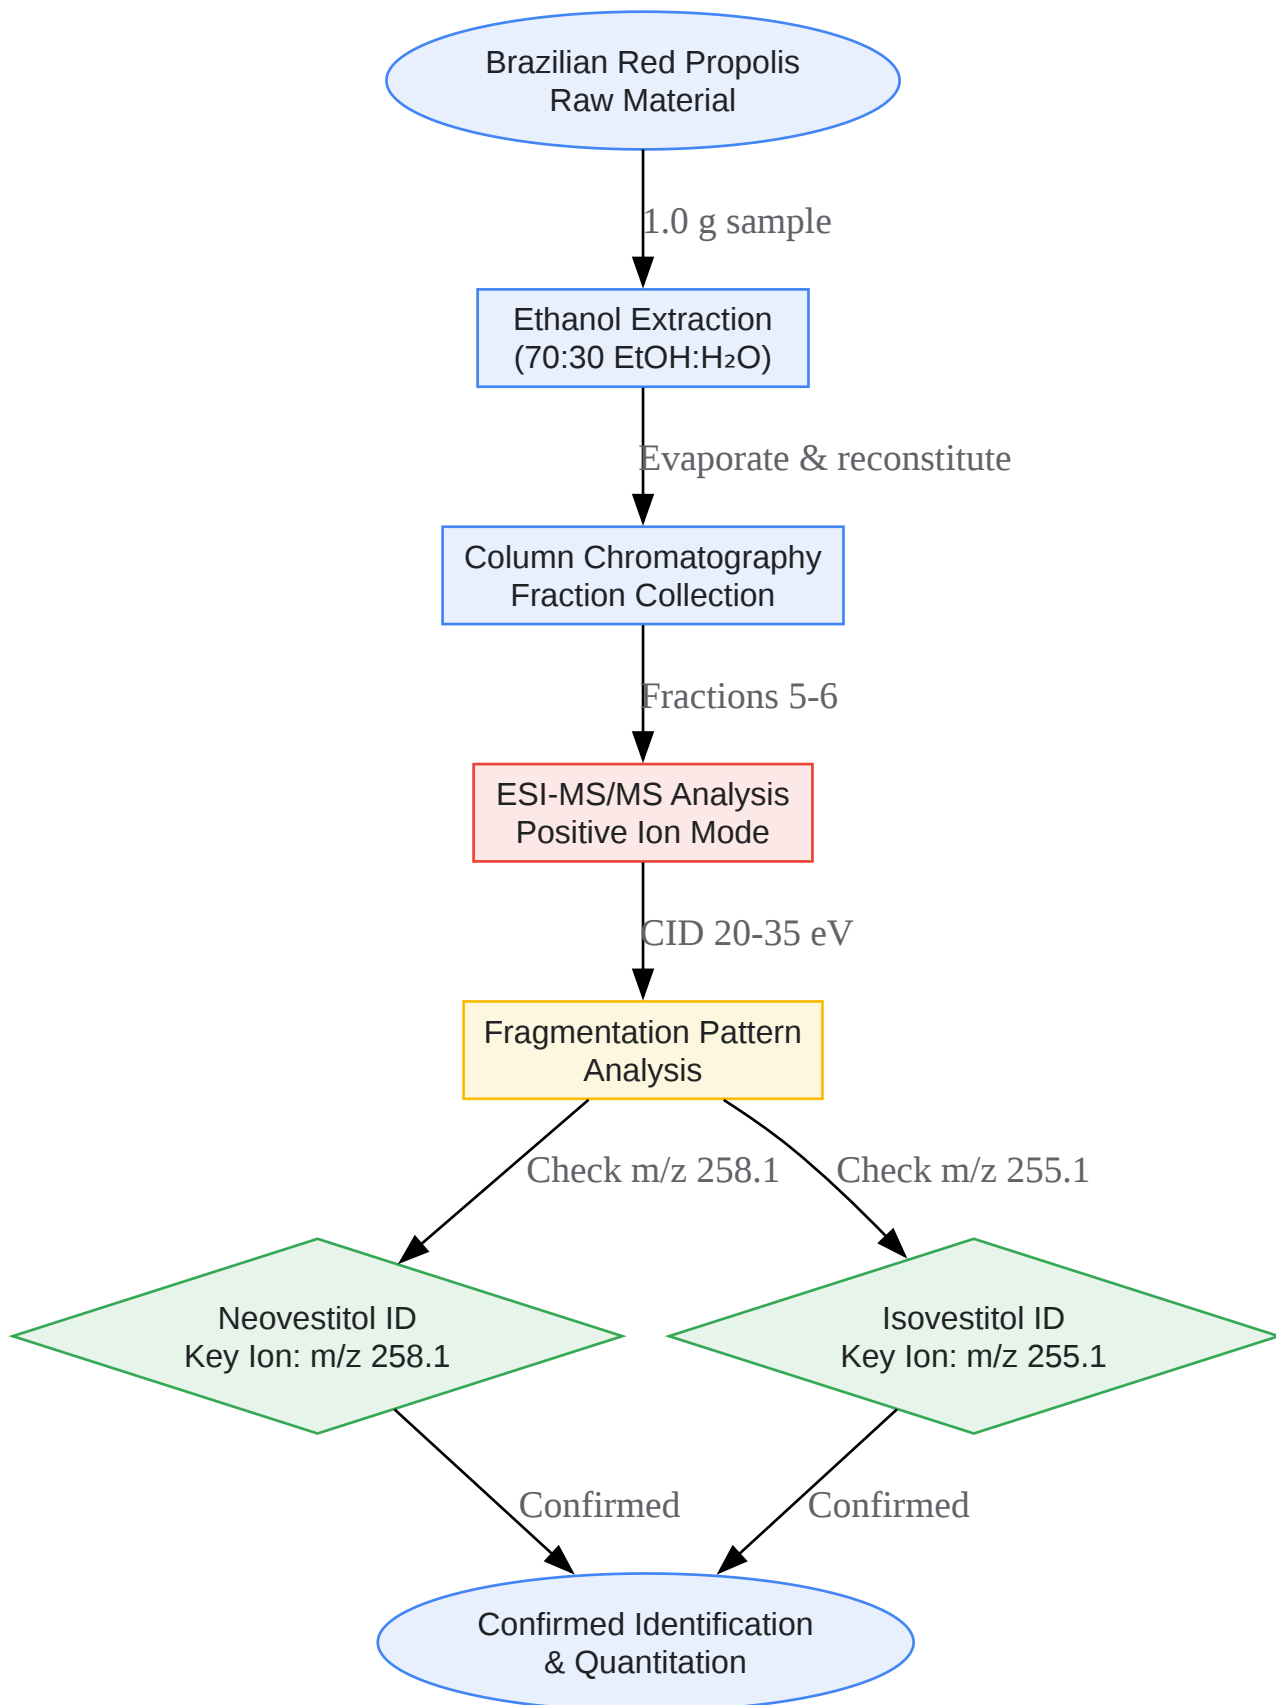 Brazilian Red Propolis
Raw Material
1.0 g sample
Ethanol Extraction
(70:30 EtOH:H₂O)
Evaporate & reconstitute
Column Chromatography
Fraction Collection
Fractions 5-6
ESI-MS/MS Analysis
Positive Ion Mode
CID 20-35 eV
Fragmentation Pattern
Analysis
Check m/z 258.1
Check m/z 255.1
Neovestitol ID
Key Ion: m/z 258.1
Isovestitol ID
Key Ion: m/z 255.1
Confirmed
Confirmed
Confirmed Identification
& Quantitation